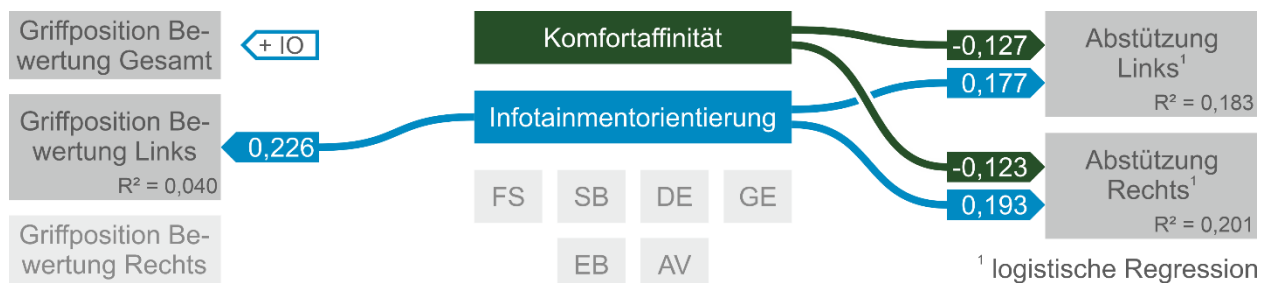 Griffposition Be-
wertung Gesamt
+ IO
Griffposition Be-
wertung Links
R² = 0,040
0,226
Griffposition Be-
wertung Rechts
Komfortaffinität
Infotainmentorientierung
FS SB DE GE
EB AV
-0,127
0,177
Abstützung
Links¹
R² = 0,183
-0,123
0,193
Abstützung
Rechts¹
R² = 0,201
¹ logistische Regression